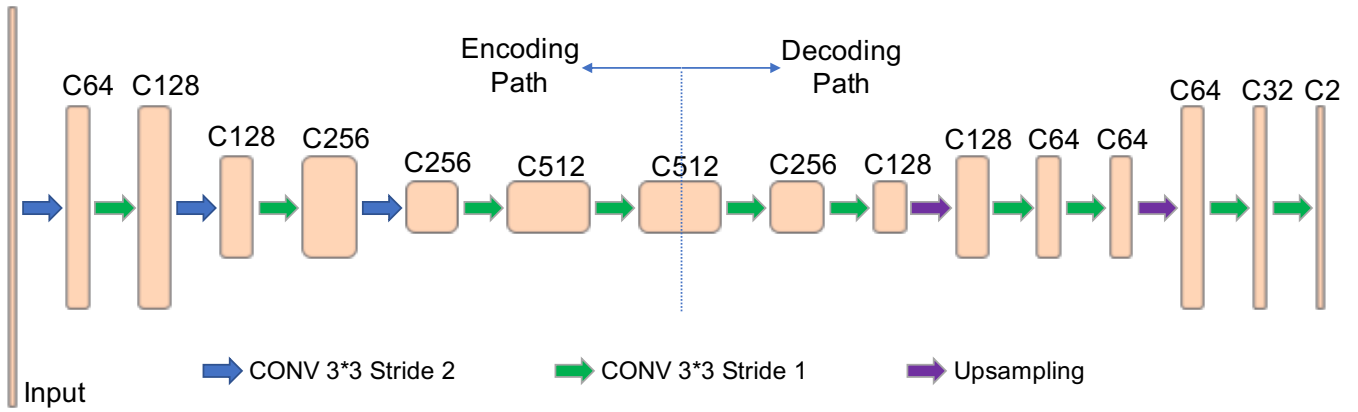 Encoding
Path
Decoding
Path
C64
C128
C128
C256
C256
C512
C512
C256
C128
C128
C64
C64
C64
C32
C2
Input
CONV 3*3 Stride 2
CONV 3*3 Stride 1
Upsampling